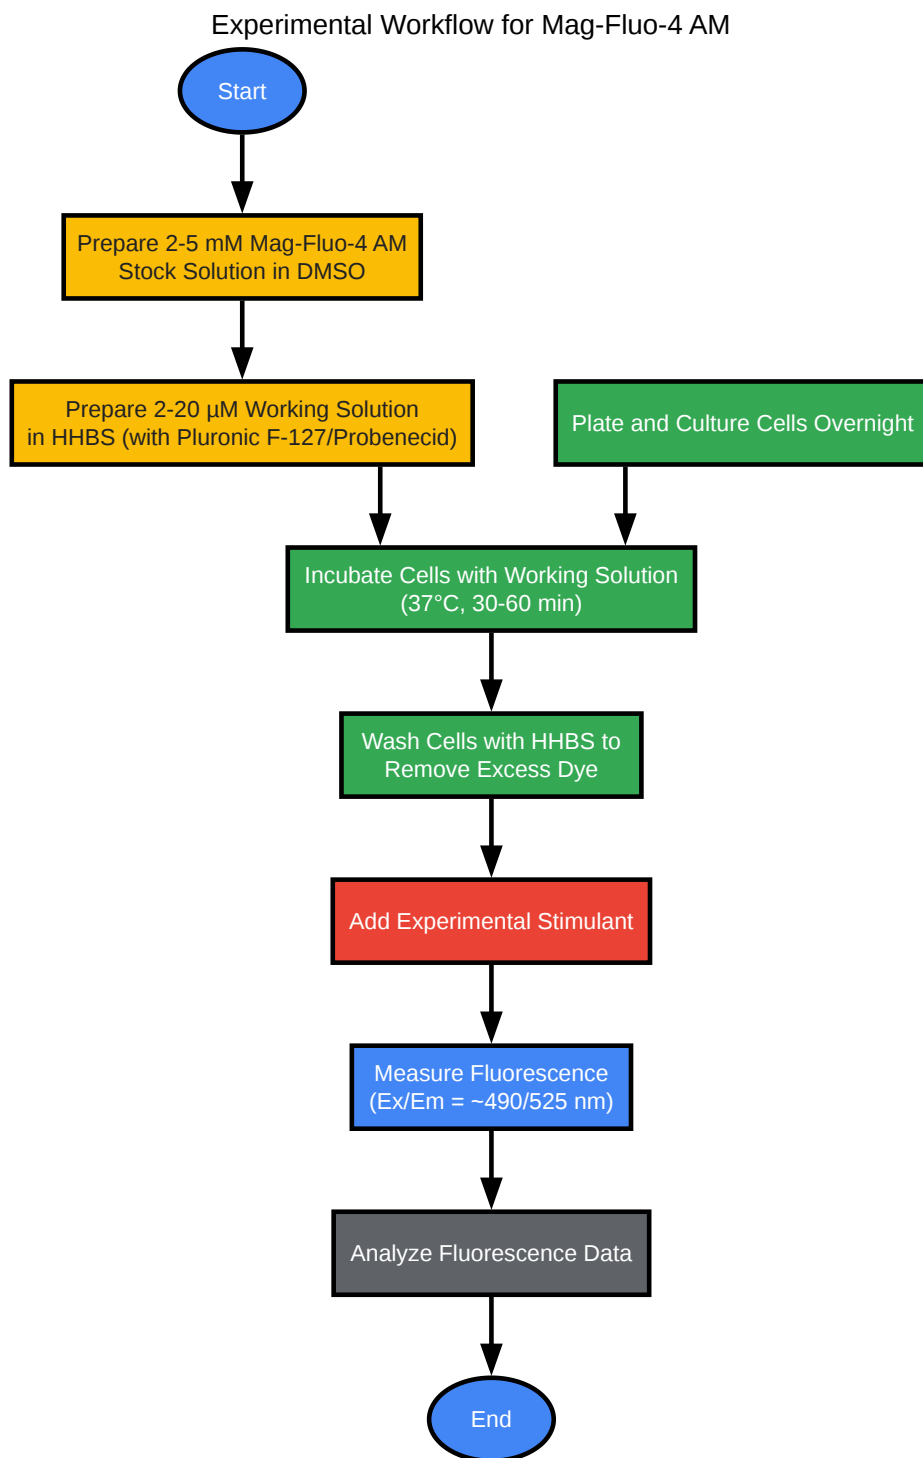 Experimental Workflow for Mag-Fluo-4 AM
Start
Prepare 2-5 mM Mag-Fluo-4 AM
Stock Solution in DMSO
Prepare 2-20 µM Working Solution
in HHBS (with Pluronic F-127/Probenecid)
Plate and Culture Cells Overnight
Incubate Cells with Working Solution
(37°C, 30-60 min)
Wash Cells with HHBS to
Remove Excess Dye
Add Experimental Stimulant
Measure Fluorescence
(Ex/Em = ~490/525 nm)
Analyze Fluorescence Data
End